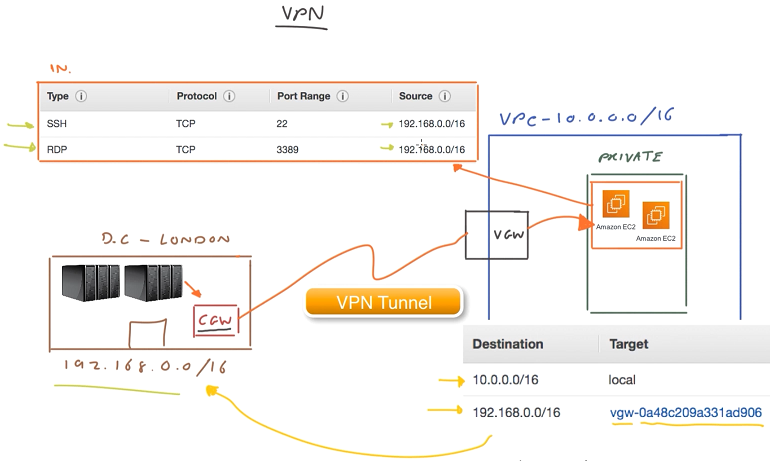 VPN
IN.
Type i Protocol i Port Range i Source i
SSH TCP 22 192.168.0.0/16
RDP TCP 3389 192.168.0.0/16
VPC-10.0.0.0/16
PRIVATE
Amazon EC2
Amazon EC2
VGW
D.C - LONDON
CGW
VPN Tunnel
192.168.0.0/16
Destination Target
10.0.0.0/16 local
192.168.0.0/16 vgw-0a48c209a331ad906